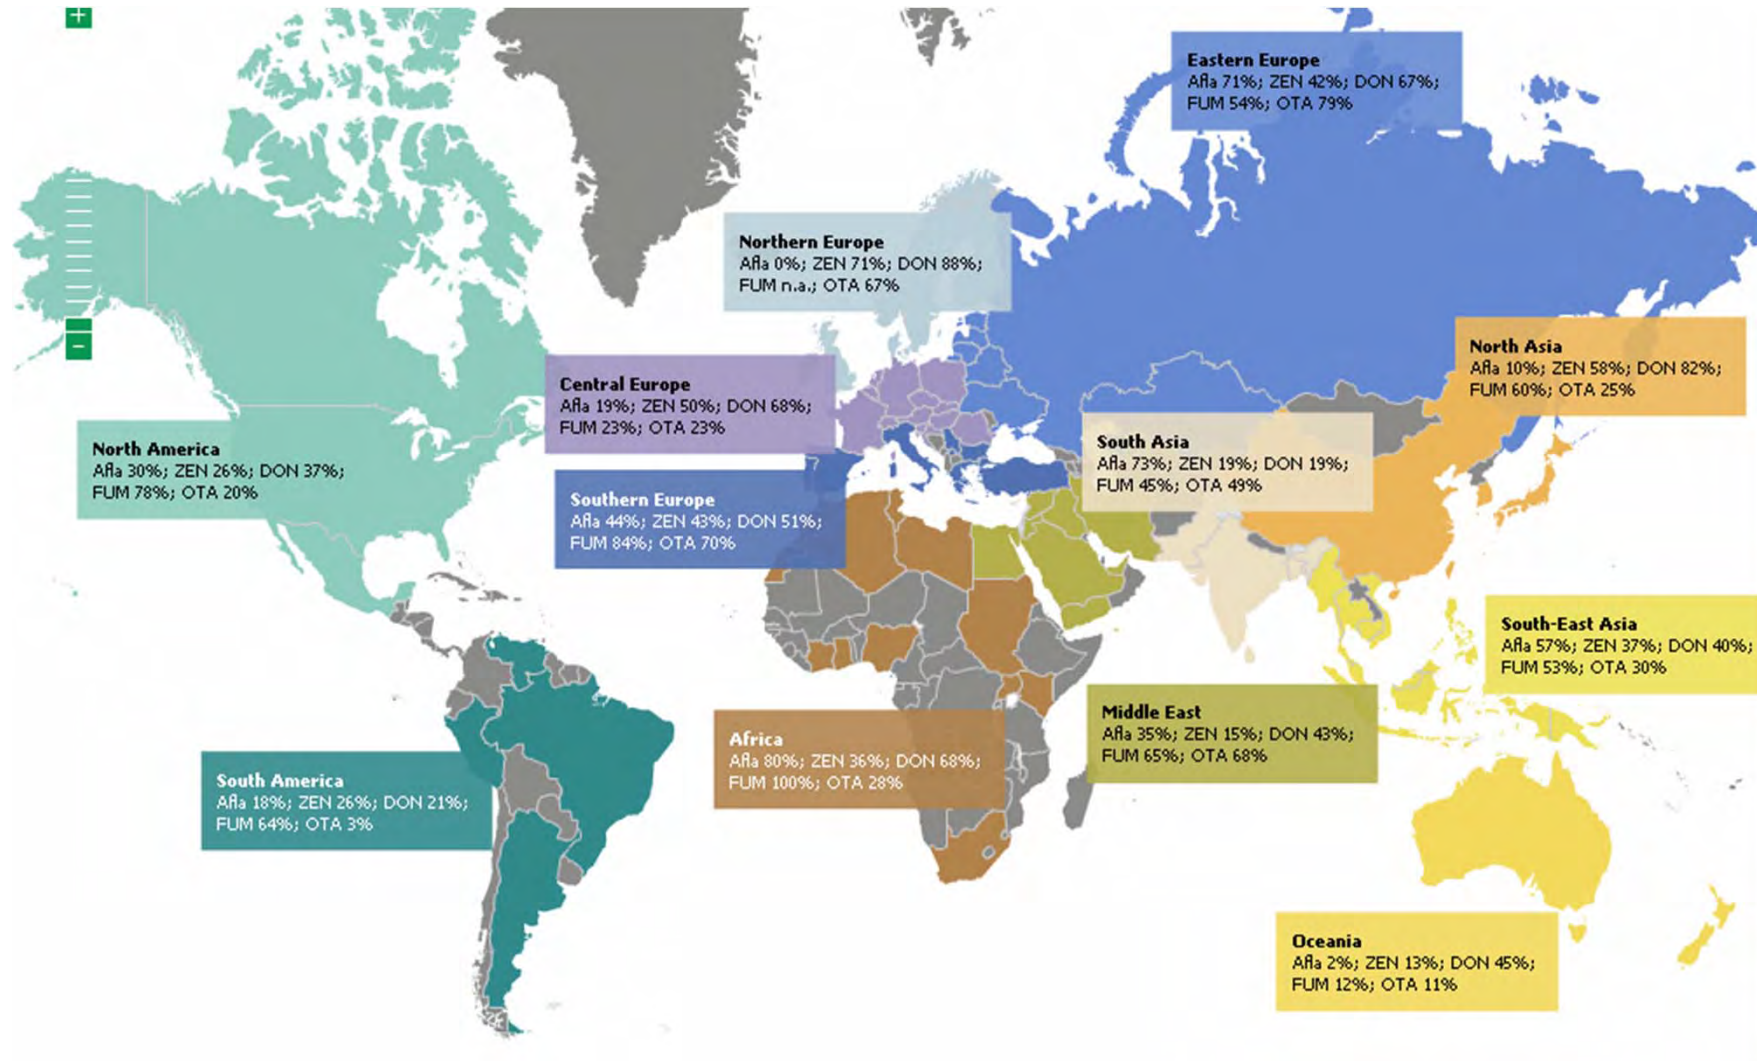 +
Eastern Europe
Afla 71%; ZEN 42%; DON 67%;
FUM 54%; OTA 79%
Northern Europe
Afla 0%; ZEN 71%; DON 88%;
FUM n.a.; OTA 67%
-
North Asia
Afla 10%; ZEN 58%; DON 82%;
FUM 60%; OTA 25%
Central Europe
Afla 19%; ZEN 50%; DON 68%;
FUM 23%; OTA 23%
North America
Afla 30%; ZEN 26%; DON 37%;
FUM 78%; OTA 20%
South Asia
Afla 73%; ZEN 19%; DON 19%;
FUM 45%; OTA 49%
Southern Europe
Afla 44%; ZEN 43%; DON 51%;
FUM 84%; OTA 70%
South-East Asia
Afla 57%; ZEN 37%; DON 40%;
FUM 53%; OTA 30%
Middle East
Afla 35%; ZEN 15%; DON 43%;
FUM 65%; OTA 68%
Africa
Afla 80%; ZEN 36%; DON 68%;
FUM 100%; OTA 28%
South America
Afla 18%; ZEN 26%; DON 21%;
FUM 64%; OTA 3%
Oceania
Afla 2%; ZEN 13%; DON 45%;
FUM 12%; OTA 11%